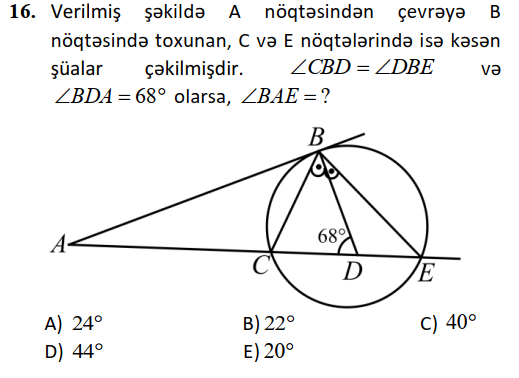 16. Verilmiş şəkildə A nöqtəsindən çevrəyə B
nöqtəsində toxunan, C və E nöqtələrində isə kəsən
şüalar çəkilmişdir. ∠CBD = ∠DBE və
∠BDA = 68° olarsa, ∠BAE = ?
B
A
68°
C
D
E
A) 24° B) 22° C) 40°
D) 44° E) 20°